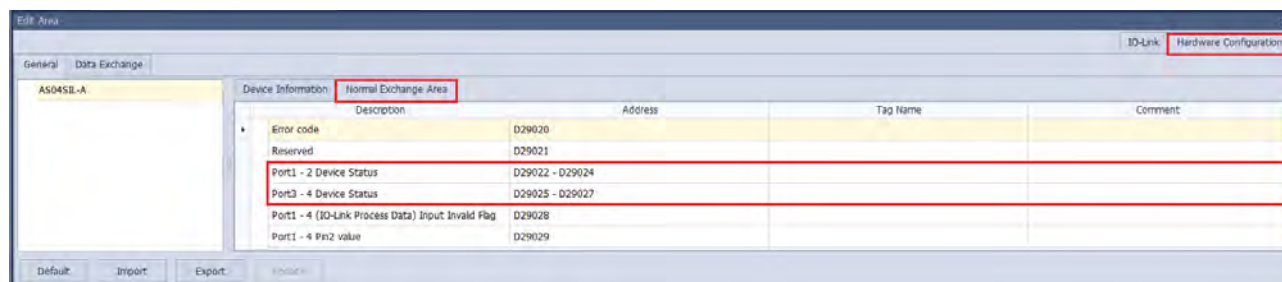 Edit Area
IO-Link Hardware Configuration
General Data Exchange
AS04SIL-A
Device Information Normal Exchange Area
Description Address Tag Name Comment
Error code D29020
Reserved D29021
Port1 - 2 Device Status D29022 - D29024
Port3 - 4 Device Status D29025 - D29027
Port1 - 4 (IO-Link Process Data) Input Invald Flag D29028
Port1 - 4 Pin2 value D29029
Default Import Export